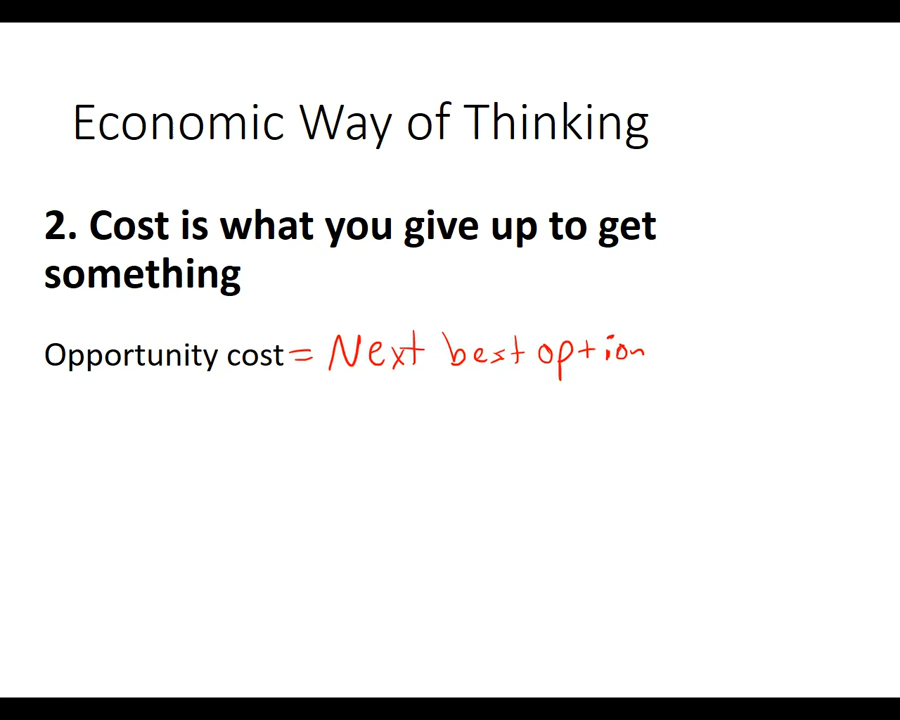 Economic Way of Thinking
2. Cost is what you give up to get
something
Opportunity cost = Next best option